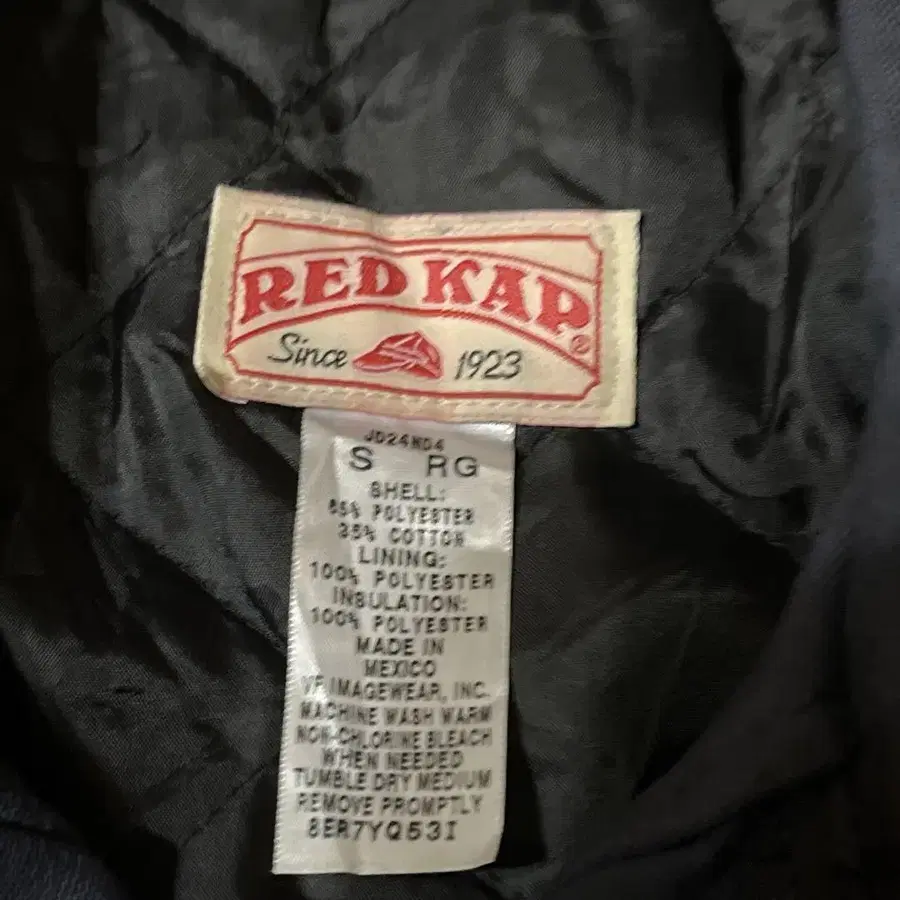 RED KAP®
Since 1923
JD24ND4
S RG
SHELL:
65% POLYESTER
35% COTTON
LINING:
100% POLYESTER
INSULATION:
100% POLYESTER
MADE IN
MEXICO
VF IMAGEWEAR, INC.
MACHINE WASH WARM
NON-CHLORINE BLEACH
WHEN NEEDED
TUMBLE DRY MEDIUM
REMOVE PROMPTLY
8ER7YQ53I